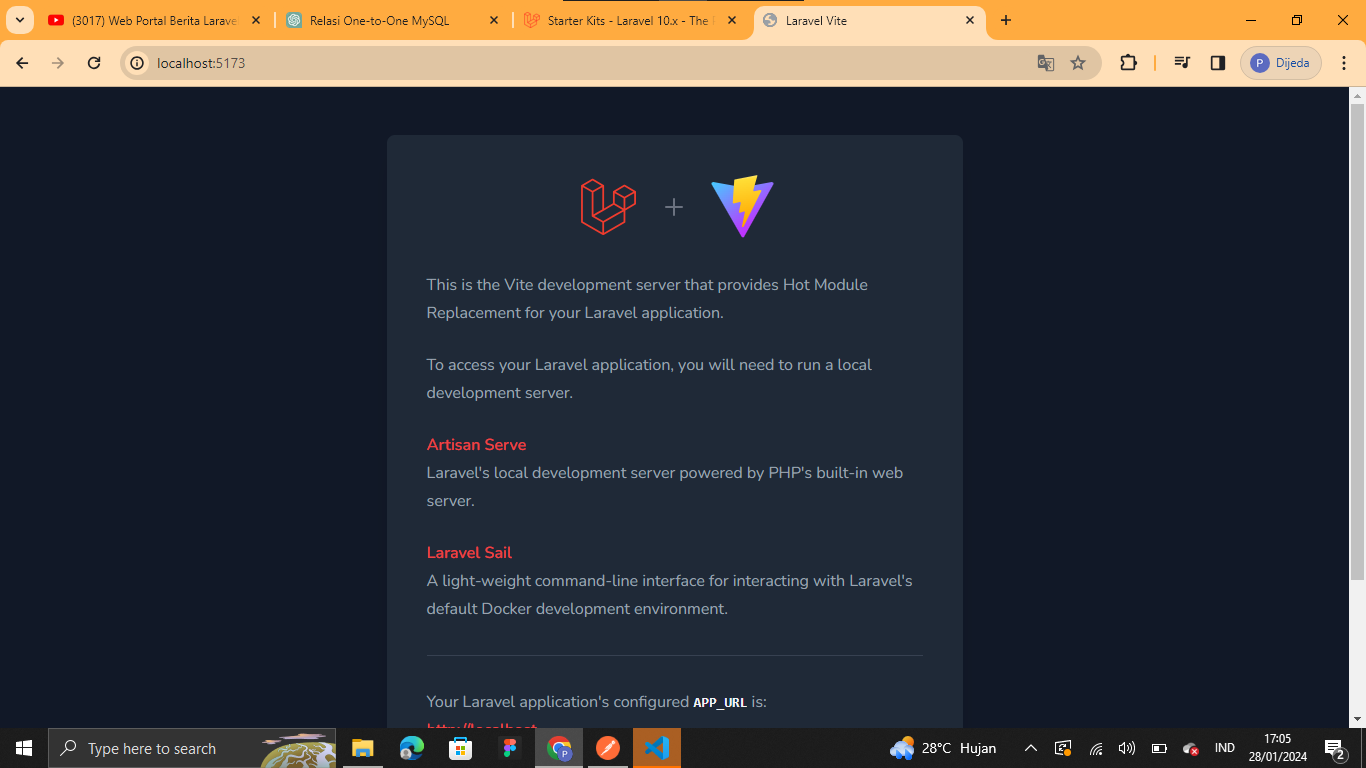 (3017) Web Portal Berita Larave
Relasi One-to-One MySQL
Starter Kits - Laravel 10.x - The
Laravel Vite
localhost:5173
P
Dijeda
This is the Vite development server that provides Hot Module
Replacement for your Laravel application.
To access your Laravel application, you will need to run a local
development server.
Artisan Serve
Laravel's local development server powered by PHP's built-in web
server.
Laravel Sail
A light-weight command-line interface for interacting with Laravel's
default Docker development environment.
Your Laravel application's configured APP_URL is:
http://localhost
Type here to search
P
28°C Hujan
IND
17:05
28/01/2024
2